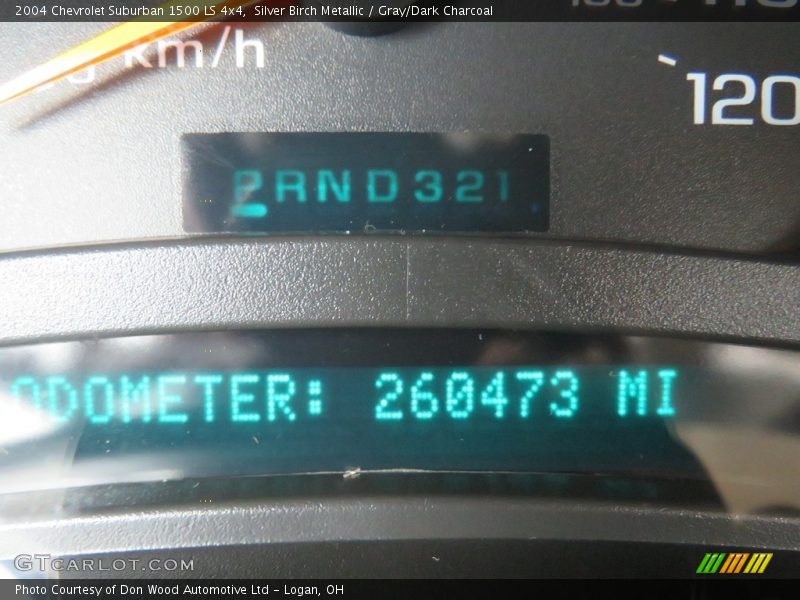 2004 Chevrolet Suburban 1500 LS 4x4, Silver Birch Metallic / Gray/Dark Charcoal
km/h
120
PRND321
ODOMETER: 260473 MI
GTCARLOT.COM
Photo Courtesy of Don Wood Automotive Ltd - Logan, OH